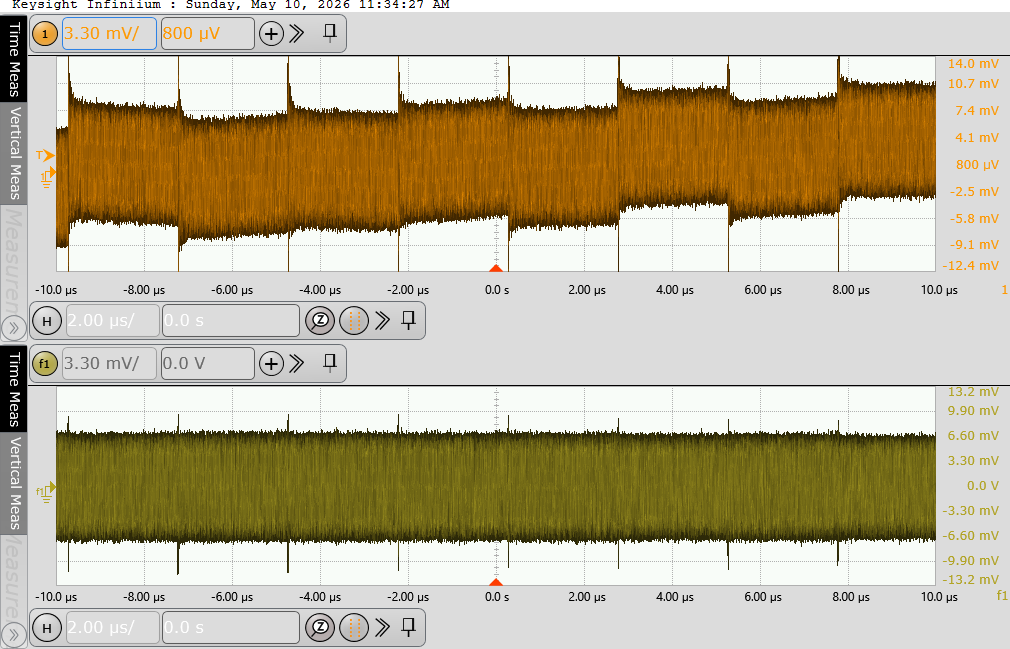 Keysight Infiniium : Sunday, May 10, 2026 11:34:27 AM
Time Meas
Vertical Meas
1
3.30 mV/
800 µV
14.0 mV
10.7 mV
7.4 mV
4.1 mV
800 µV
-2.5 mV
-5.8 mV
-9.1 mV
-12.4 mV
T
1
-10.0 µs
-8.00 µs
-6.00 µs
-4.00 µs
-2.00 µs
0.0 s
2.00 µs
4.00 µs
6.00 µs
8.00 µs
10.0 µs
1
H
2.00 µs/
0.0 s
Z
Time Meas
Vertical Meas
f1
3.30 mV/
0.0 V
13.2 mV
9.90 mV
6.60 mV
3.30 mV
0.0 V
-3.30 mV
-6.60 mV
-9.90 mV
-13.2 mV
f1
-10.0 µs
-8.00 µs
-6.00 µs
-4.00 µs
-2.00 µs
0.0 s
2.00 µs
4.00 µs
6.00 µs
8.00 µs
10.0 µs
f1
H
2.00 µs/
0.0 s
Z